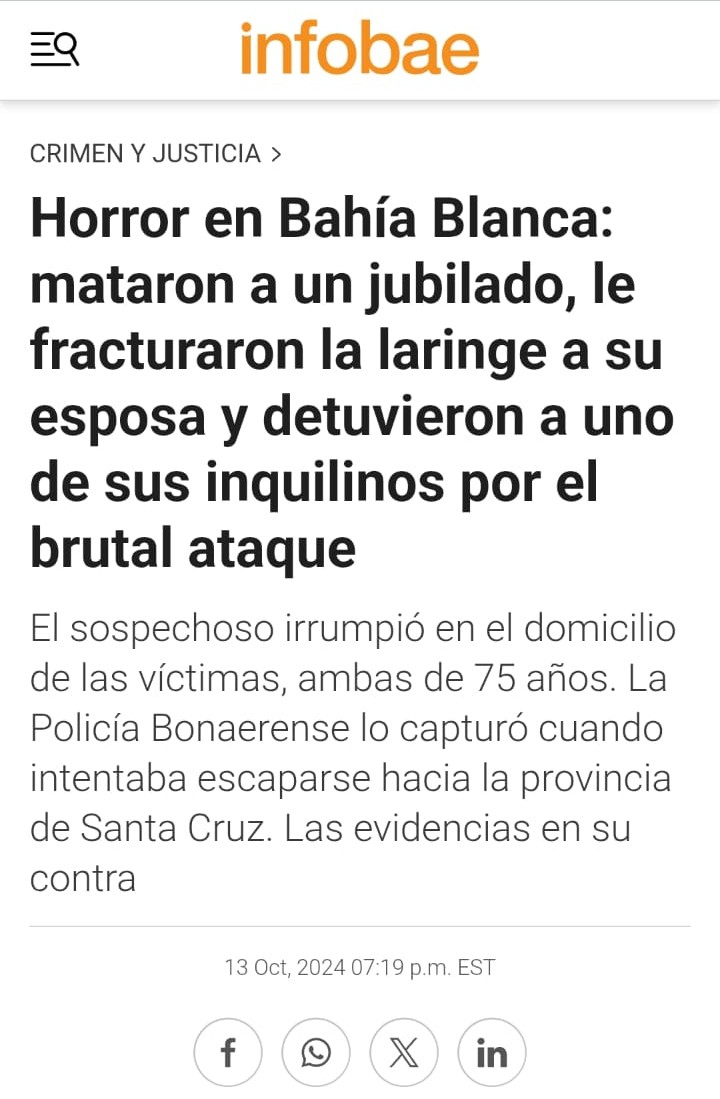 infobae
CRIMEN Y JUSTICIA >
Horror en Bahía Blanca:
mataron a un jubilado, le
fracturaron la laringe a su
esposa y detuvieron a uno
de sus inquilinos por el
brutal ataque
El sospechoso irrumpió en el domicilio
de las víctimas, ambas de 75 años. La
Policía Bonaerense lo capturó cuando
intentaba escaparse hacia la provincia
de Santa Cruz. Las evidencias en su
contra
13 Oct, 2024 07:19 p.m. EST